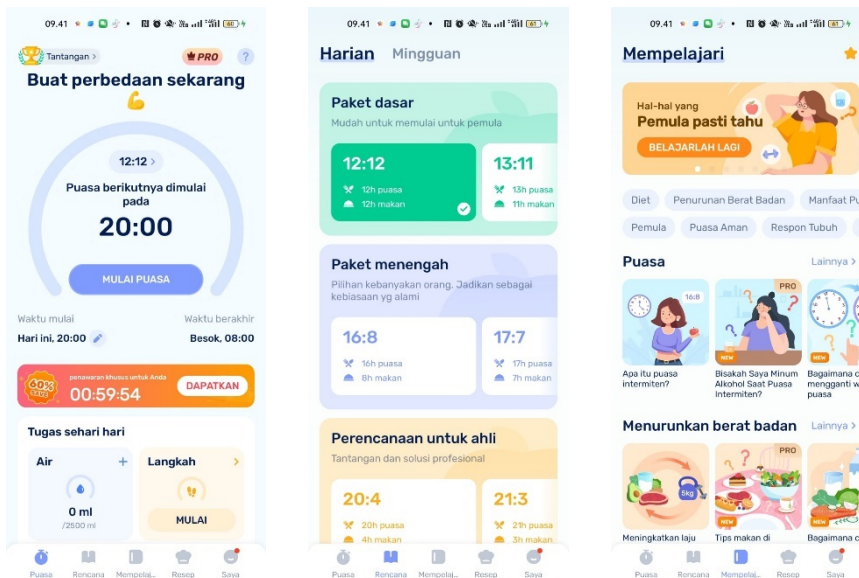 09.41
60
Tantangan >
PRO
?
Buat perbedaan sekarang
12:12 >
Puasa berikutnya dimulai
pada
20:00
MULAI PUASA
Waktu mulai
Waktu berakhir
Hari ini, 20:00
Besok, 08:00
60%
penawaran khusus untuk Anda
00:59:54
DAPATKAN
Tugas sehari hari
Air +
Langkah >
0 ml
/2500 ml
MULAI
Puasa
Rencana
Mempelaj...
Resep
Saya
09.41
61
Harian
Mingguan
Paket dasar
Mudah untuk memulai untuk pemula
12:12
12h puasa
12h makan
13:11
13h puasa
11h makan
Paket menengah
Pilihan kebanyakan orang. Jadikan sebagai
kebiasaan yg alami
16:8
16h puasa
8h makan
17:7
17h puasa
7h makan
Perencanaan untuk ahli
Tantangan dan solusi profesional
20:4
20h puasa
4h makan
21:3
21h puasa
3h makan
Puasa
Rencana
Mempelaj...
Resep
Saya
09.41
61
Mempelajari
Hal-hal yang
Pemula pasti tahu
BELAJARLAH LAGI
Diet
Penurunan Berat Badan
Manfaat Pu
Pemula
Puasa Aman
Respon Tubuh
Puasa
Lainnya >
16:8
PRO
NEW
NEW
Apa itu puasa
intermiten?
Bisakah Saya Minum
Alkohol Saat Puasa
Intermiten?
Bagaimana c
mengganti w
puasa
Menurunkan berat badan
Lainnya >
5kg
PRO
NEW
NEW
Meningkatkan laju
Tips makan di
Bagaimana c
Puasa
Rencana
Mempelaj...
Resep
Saya